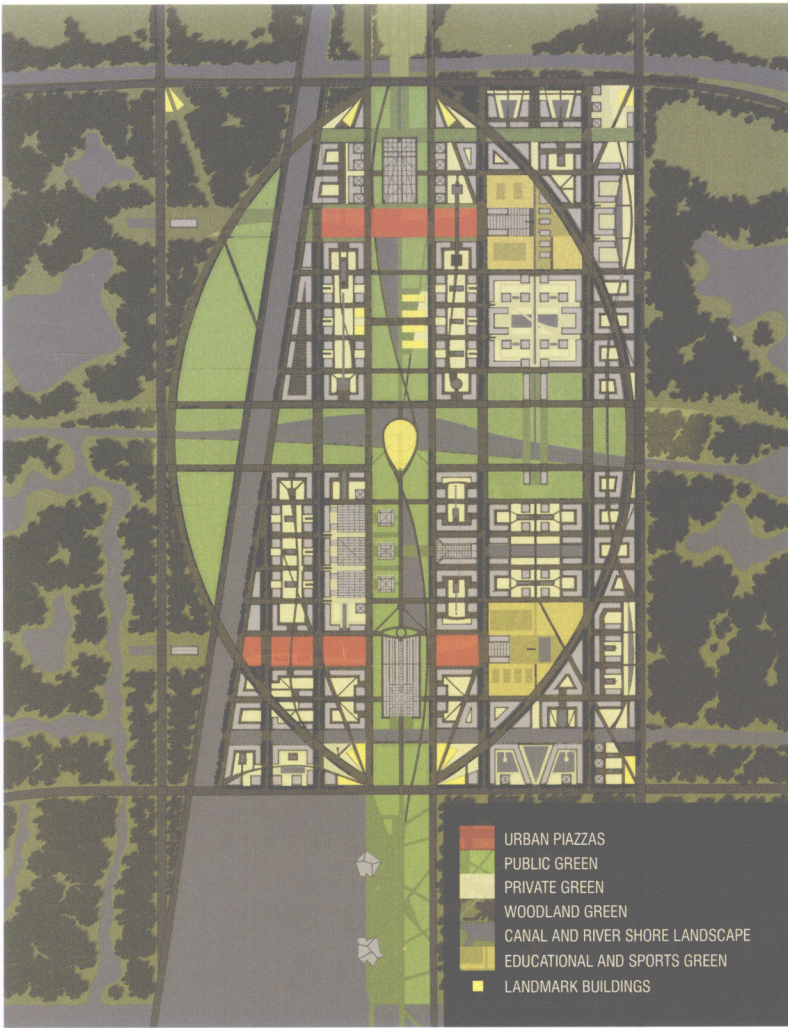 URBAN PIAZZAS
PUBLIC GREEN
PRIVATE GREEN
WOODLAND GREEN
CANAL AND RIVER SHORE LANDSCAPE
EDUCATIONAL AND SPORTS GREEN
LANDMARK BUILDINGS